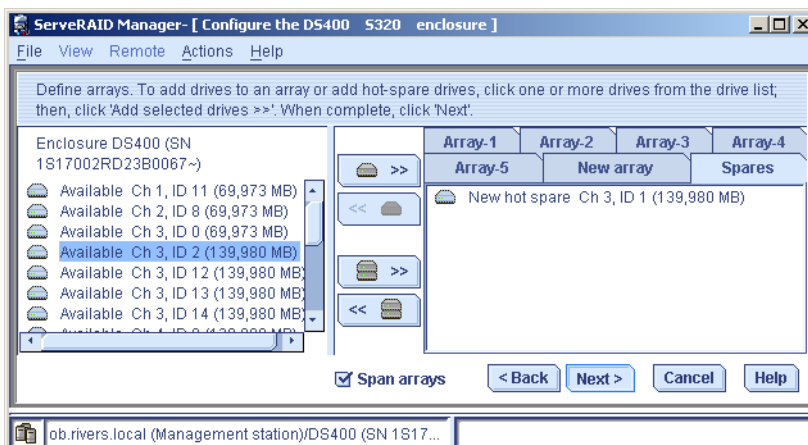 ServeRAID Manager- [ Configure the DS400 5320 enclosure ]
File View Remote Actions Help
Define arrays. To add drives to an array or add hot-spare drives, click one or more drives from the drive list;
then, click 'Add selected drives >>'. When complete, click 'Next'.
Enclosure DS400 (SN
1S17002RD23B0067~)
Available Ch 1, ID 11 (69,973 MB)
Available Ch 2, ID 8 (69,973 MB)
Available Ch 3, ID 0 (69,973 MB)
Available Ch 3, ID 2 (139,980 MB)
Available Ch 3, ID 12 (139,980 MB)
Available Ch 3, ID 13 (139,980 MB)
Available Ch 3, ID 14 (139,980 MB)
>>
<<
>>
<<
Array-1 Array-2 Array-3 Array-4
Array-5 New array Spares
New hot spare Ch 3, ID 1 (139,980 MB)
Span arrays
< Back Next > Cancel Help
ob.rivers.local (Management station)/DS400 (SN 1S17...